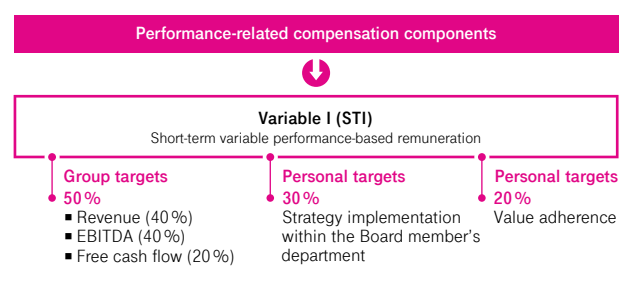 Performance-related compensation components
Variable I (STI)
Short-term variable performance-based remuneration
Group targets
50 %
■ Revenue (40 %)
■ EBITDA (40 %)
■ Free cash flow (20 %)
Personal targets
30 %
Strategy implementation
within the Board member’s
department
Personal targets
20 %
Value adherence